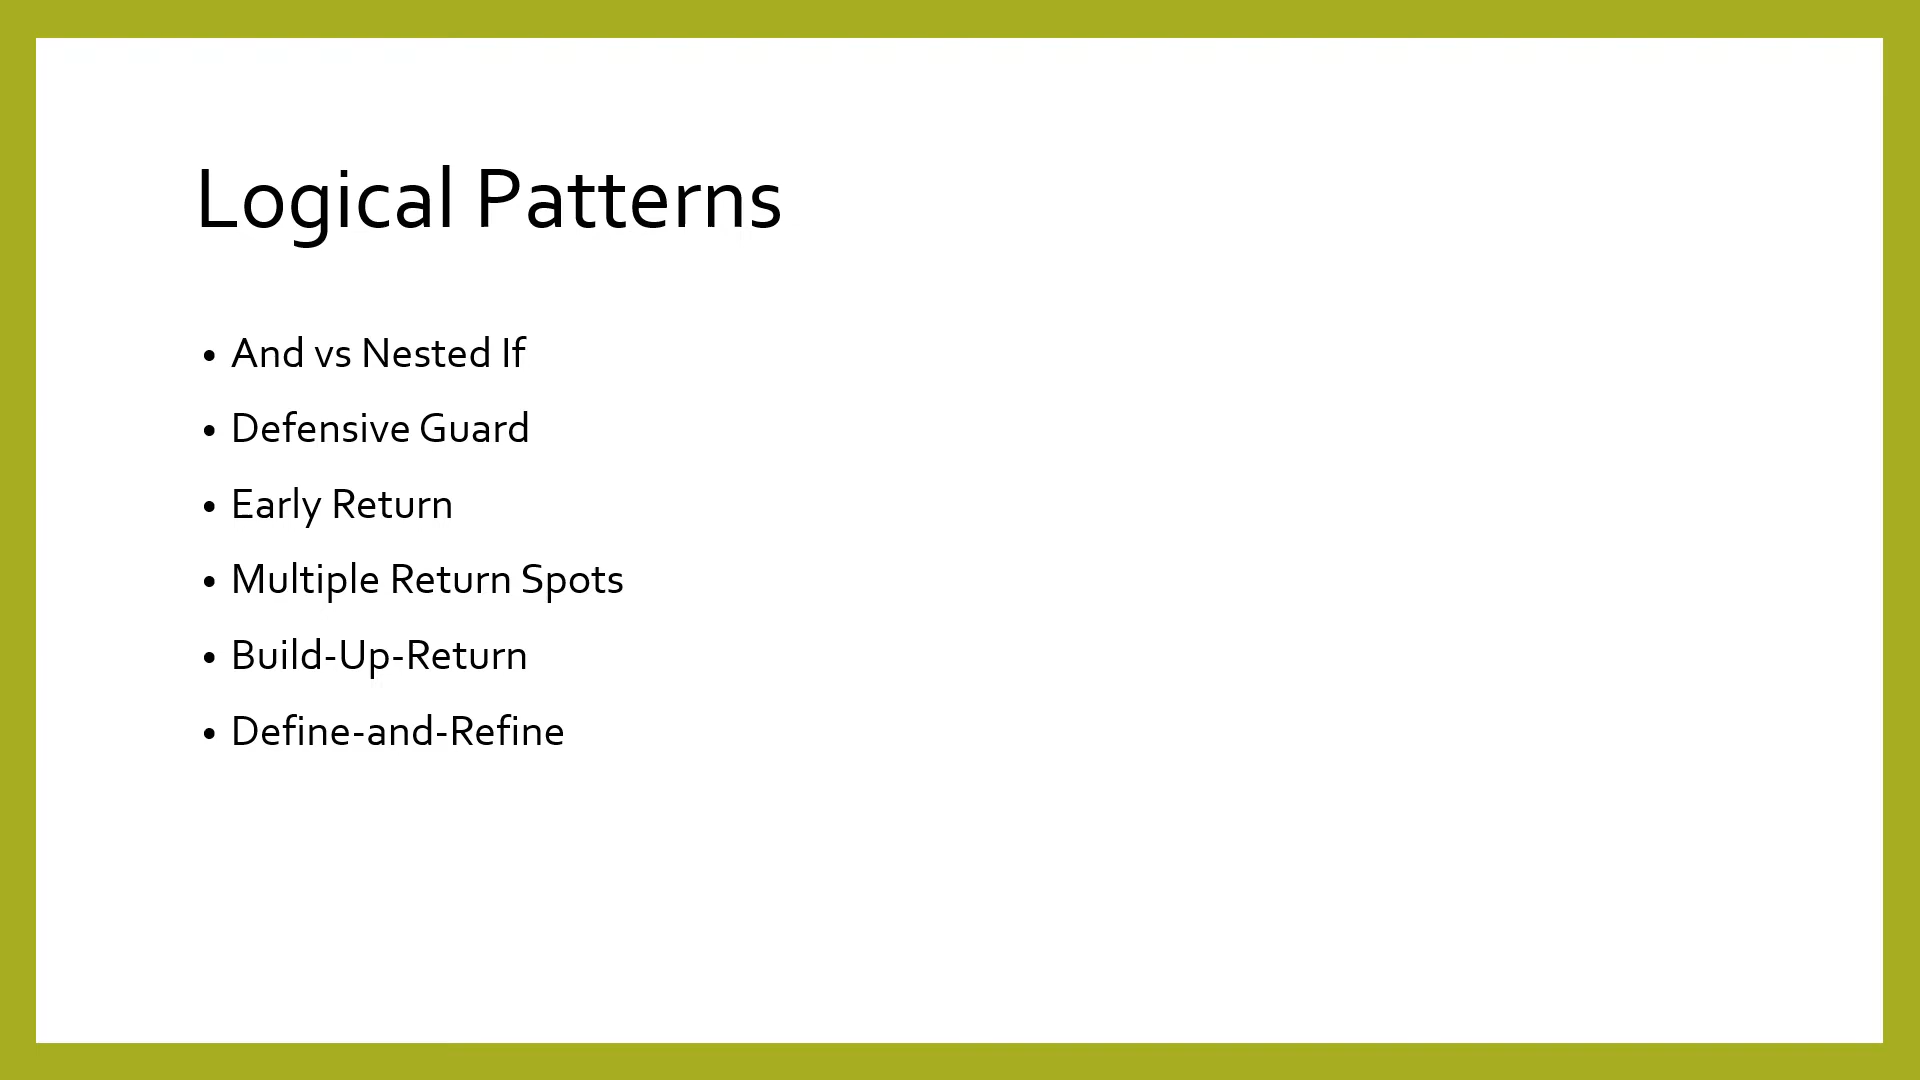 Logical Patterns
• And vs Nested If
• Defensive Guard
• Early Return
• Multiple Return Spots
• Build-Up-Return
• Define-and-Refine